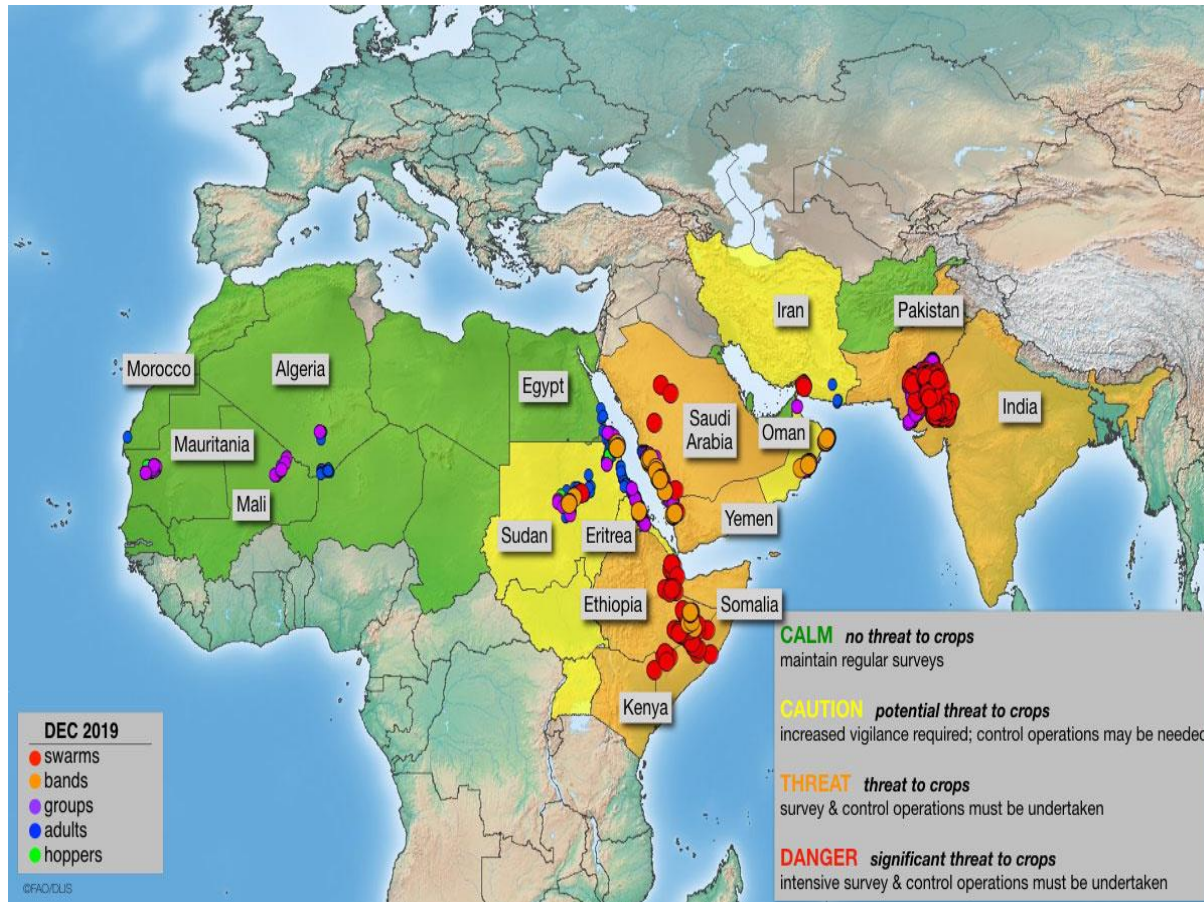 Iran
Pakistan
Morocco
Algeria
Egypt
India
Saudi
Arabia
Oman
Mauritania
Mali
Sudan
Eritrea
Yemen
Ethiopia
Somalia
Kenya
CALM no threat to crops
maintain regular surveys
CAUTION potential threat to crops
increased vigilance required; control operations may be needed
THREAT threat to crops
survey & control operations must be undertaken
DANGER significant threat to crops
intensive survey & control operations must be undertaken
DEC 2019
swarms
bands
groups
adults
hoppers
©FAO/DLIS